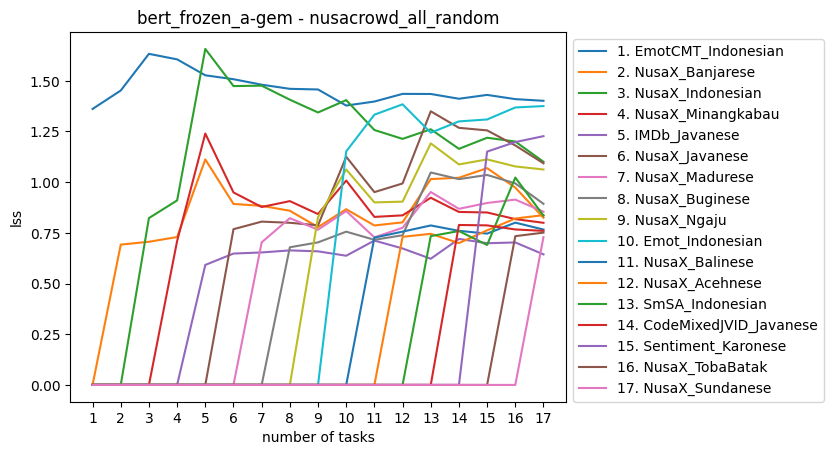 bert_frozen_a-gem - nusacrowd_all_random
lss
1.50
1.25
1.00
0.75
0.50
0.25
0.00
1 2 3 4 5 6 7 8 9 10 11 12 13 14 15 16 17
number of tasks
1. EmotCMT_Indonesian
2. NusaX_Banjarese
3. NusaX_Indonesian
4. NusaX_Minangkabau
5. IMDb_Javanese
6. NusaX_Javanese
7. NusaX_Madurese
8. NusaX_Buginese
9. NusaX_Ngaju
10. Emot_Indonesian
11. NusaX_Balinese
12. NusaX_Acehnese
13. SmSA_Indonesian
14. CodeMixedJVID_Javanese
15. Sentiment_Karonese
16. NusaX_TobaBatak
17. NusaX_Sundanese